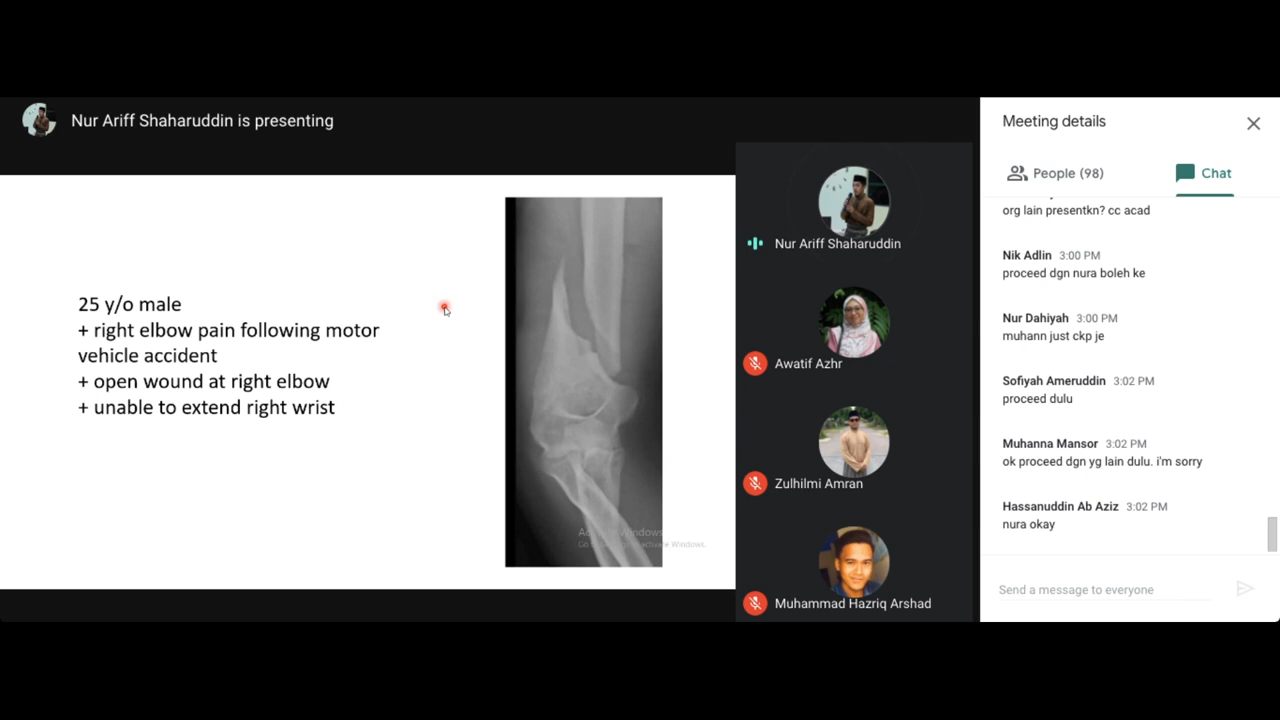 Nur Ariff Shaharuddin is presenting
25 y/o male
+ right elbow pain following motor
vehicle accident
+ open wound at right elbow
+ unable to extend right wrist
Nur Ariff Shaharuddin
Awatif Azhr
Zulhilmi Amran
Muhammad Hazriq Arshad
Meeting details
People (98)
Chat
org lain presentkn? cc acad
Nik Adlin 3:00 PM
proceed dgn nura boleh ke
Nur Dahiyah 3:00 PM
muhann just ckp je
Sofiyah Ameruddin 3:02 PM
proceed dulu
Muhanna Mansor 3:02 PM
ok proceed dgn yg lain dulu. i'm sorry
Hassanuddin Ab Aziz 3:02 PM
nura okay
Send a message to everyone